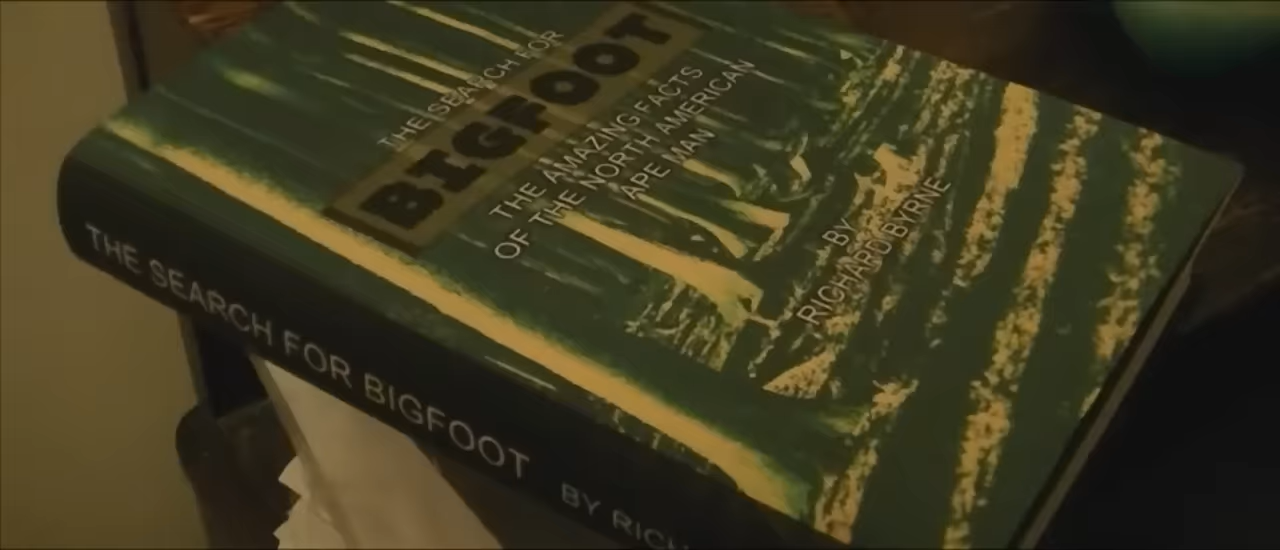 THE SEARCH FOR
BIGFOOT
THE AMAZING FACTS
OF THE NORTH AMERICAN
APE MAN
BY
RICHARD BYRNE
THE SEARCH FOR BIGFOOT BY RICH